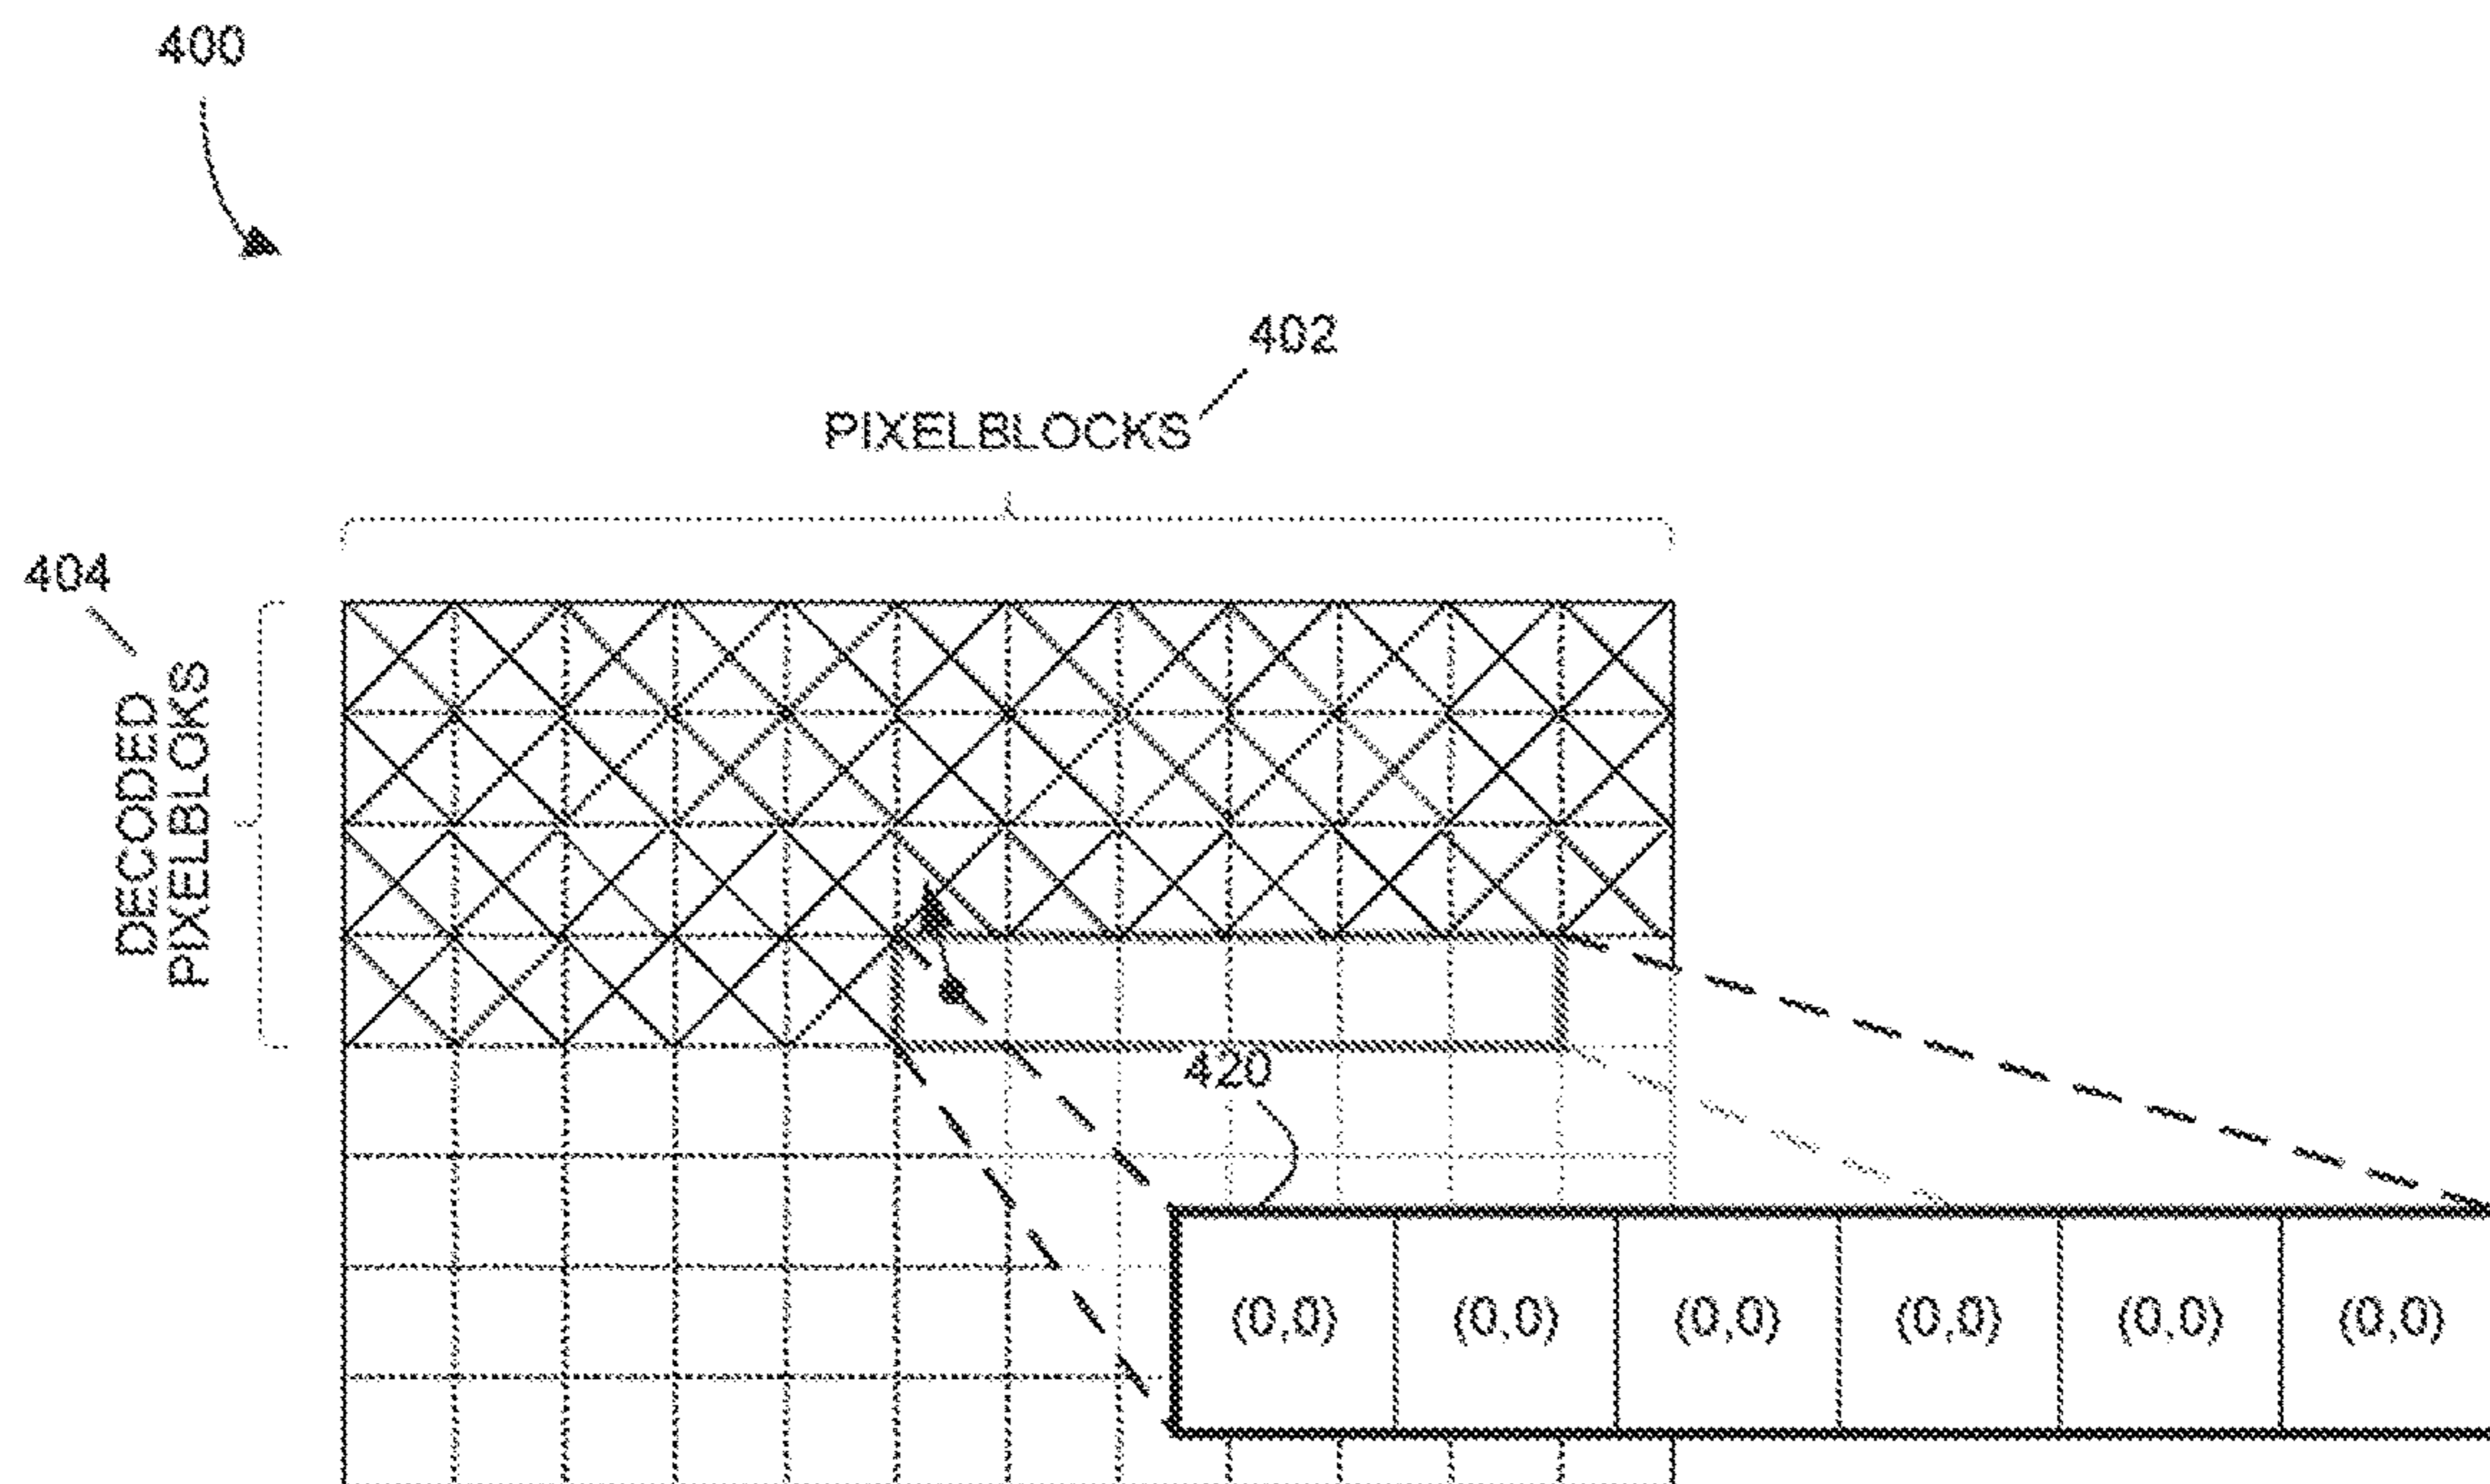 400
402
PIXELBLOCKS
404
DECODED
PIXELBLOKS
420
(0,0) (0,0) (0,0) (0,0) (0,0) (0,0)